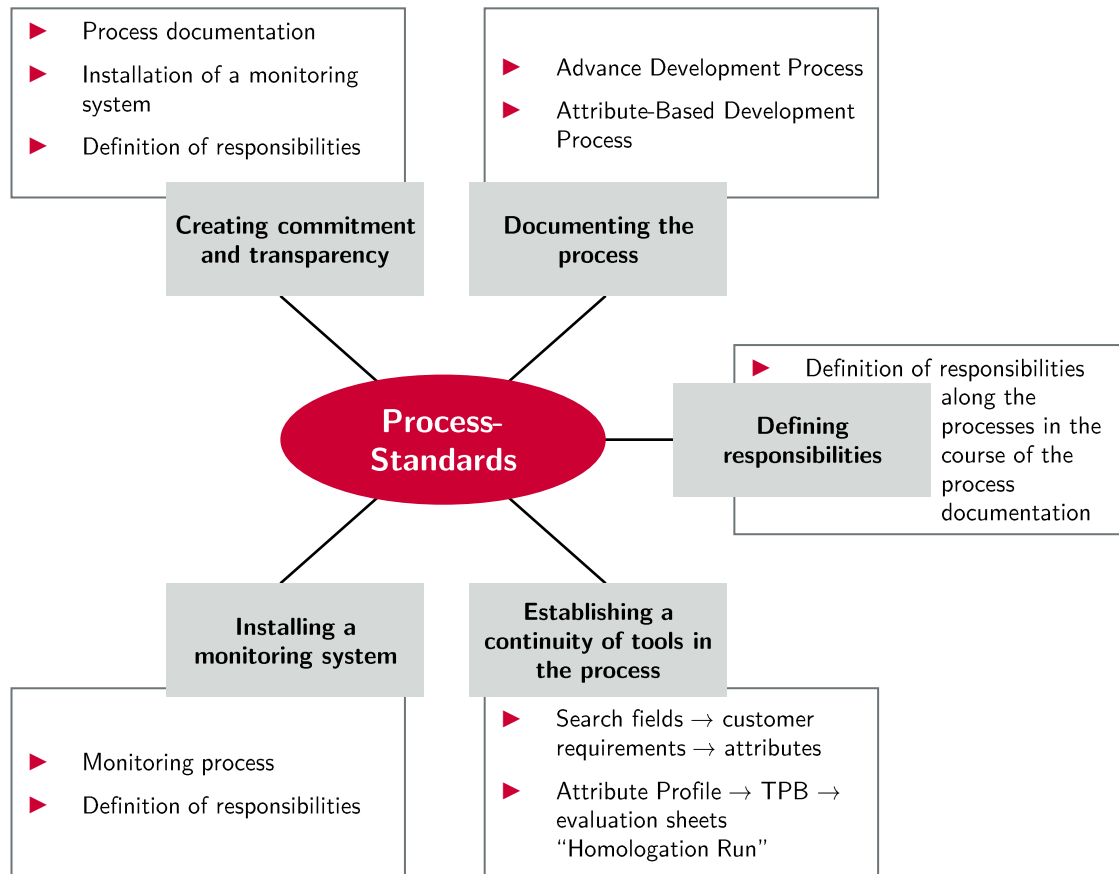 Process documentation
Installation of a monitoring
system
Definition of responsibilities
Creating commitment
and transparency
Advance Development Process
Attribute-Based Development
Process
Documenting the
process
Process-
Standards
Definition of responsibilities
along the
processes in the
course of the
process
documentation
Defining
responsibilities
Installing a
monitoring system
Monitoring process
Definition of responsibilities
Establishing a
continuity of tools in
the process
Search fields → customer
requirements → attributes
Attribute Profile → TPB →
evaluation sheets
“Homologation Run”